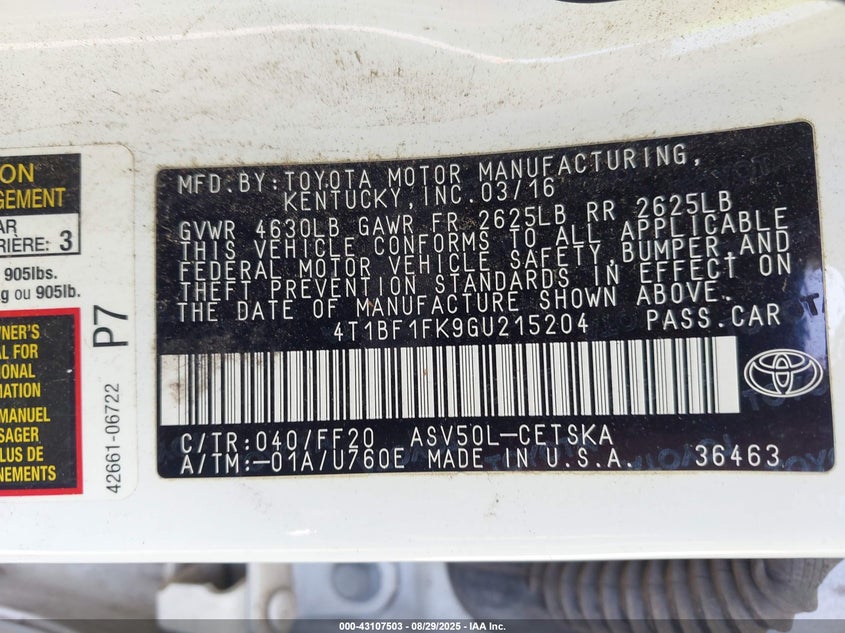 ON
GEMENT
AR
RIÈRE: 3
905lbs.
g ou 905lb.
WNER'S
AL FOR
IONAL
MATION
MANUEL
SAGER
DE
NEMENTS
P7
42661-06722
MFD.BY:TOYOTA MOTOR MANUFACTURING,
KENTUCKY, INC.03/16
GVWR 4630LB GAWR FR 2625LB RR 2625LB
THIS VEHICLE CONFORMS TO ALL APPLICABLE
FEDERAL MOTOR VEHICLE SAFETY,BUMPER,AND
THEFT PREVENTION STANDARDS IN EFFECT ON
THE DATE OF MANUFACTURE SHOWN ABOVE.
4T1BF1FK9GU215204 PASS.CAR
C/TR:040/FF20 ASV50L-CETSKA
A/TM:-01A/U760E MADE IN U.S.A. 36463
000-43107503 - 08/29/2025 - IAA Inc.